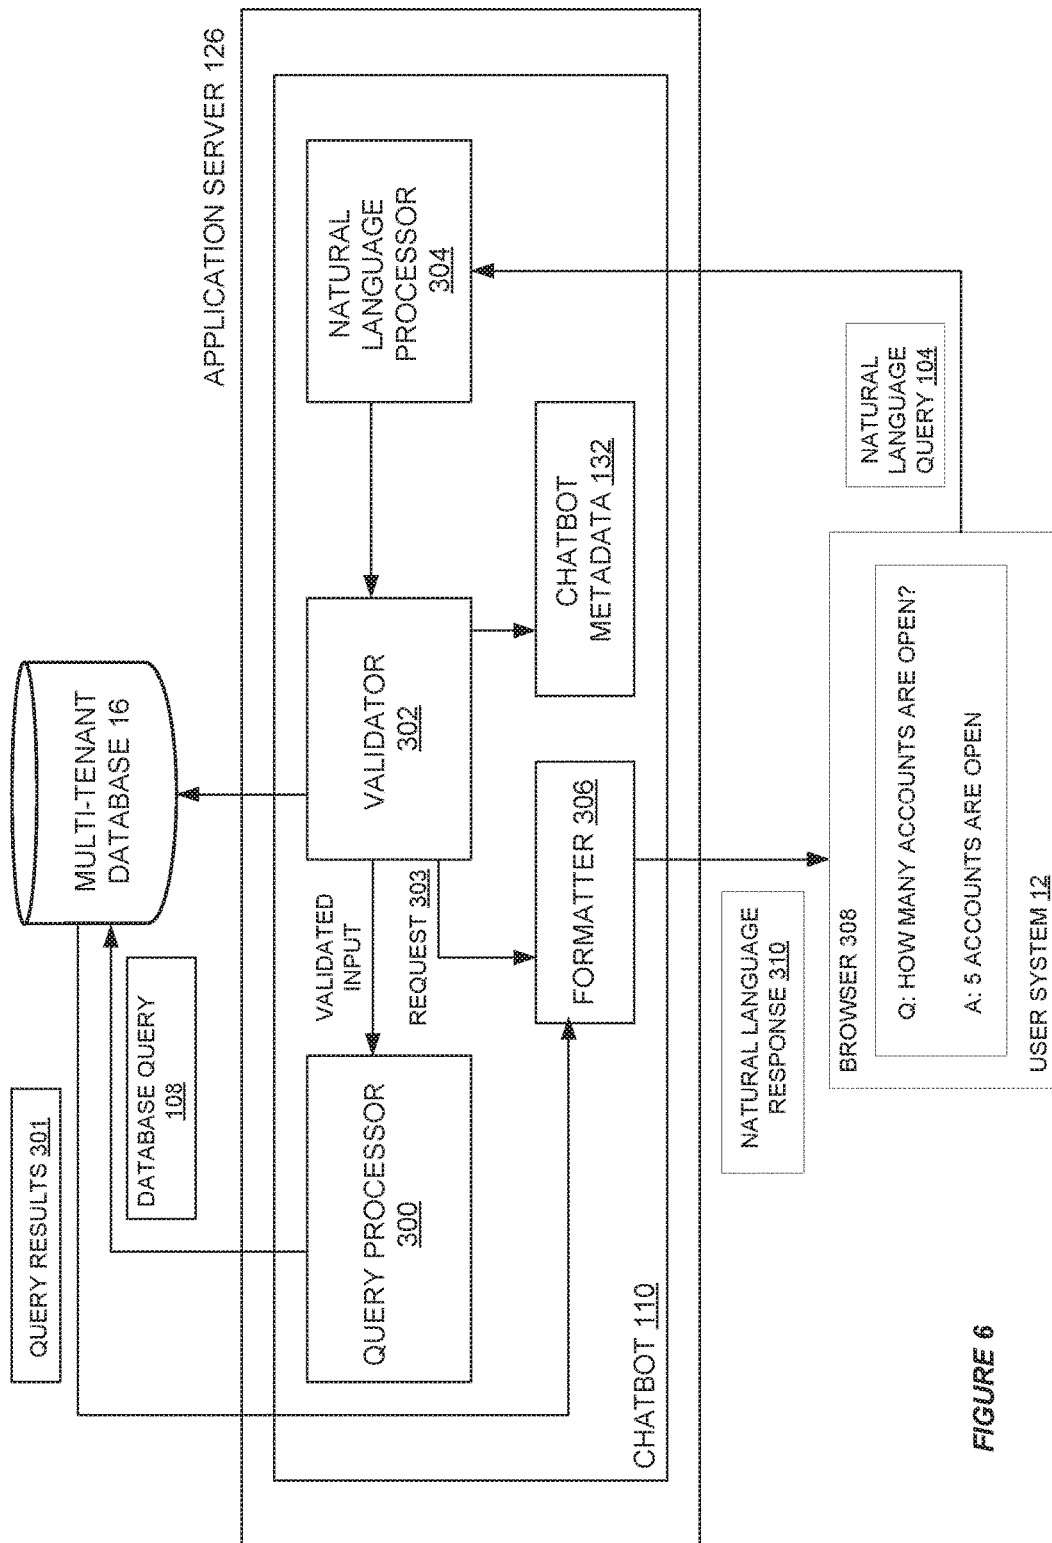 APPLICATION SERVER 126
QUERY RESULTS 301
DATABASE QUERY
108
MULTI-TENANT
DATABASE 16
QUERY PROCESSOR
300
VALIDATED
INPUT
REQUEST 303
VALIDATOR
302
NATURAL
LANGUAGE
PROCESSOR
304
FORMATTER 306
CHATBOT
METADATA 132
CHATBOT 110
NATURAL LANGUAGE
RESPONSE 310
NATURAL
LANGUAGE
QUERY 104
BROWSER 308
Q: HOW MANY ACCOUNTS ARE OPEN?
A: 5 ACCOUNTS ARE OPEN
USER SYSTEM 12
FIGURE 6